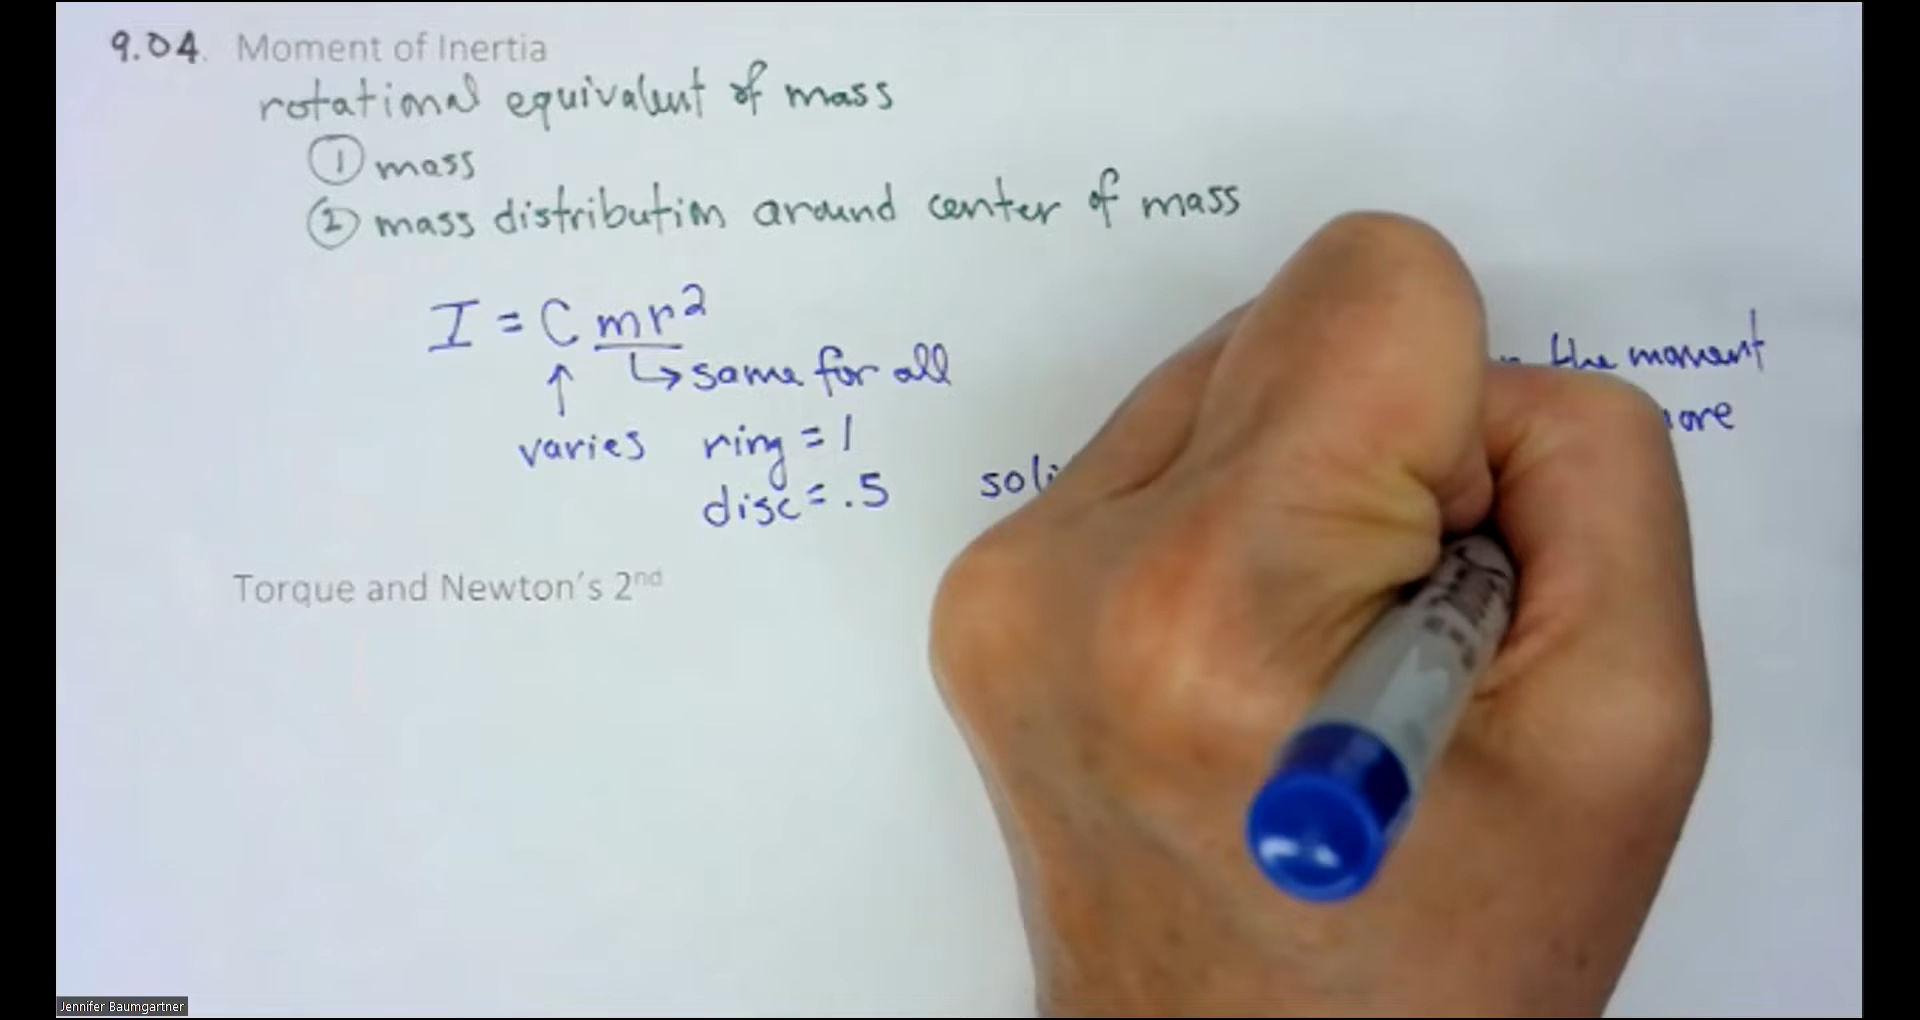 9.04. Moment of Inertia
rotational equivalent of mass
① mass
② mass distribution around center of mass
I = C mr²
↳ same for all
↑
varies ring = 1
disc = .5
the moment
Torque and Newton's 2nd
Jennifer Baumgartner